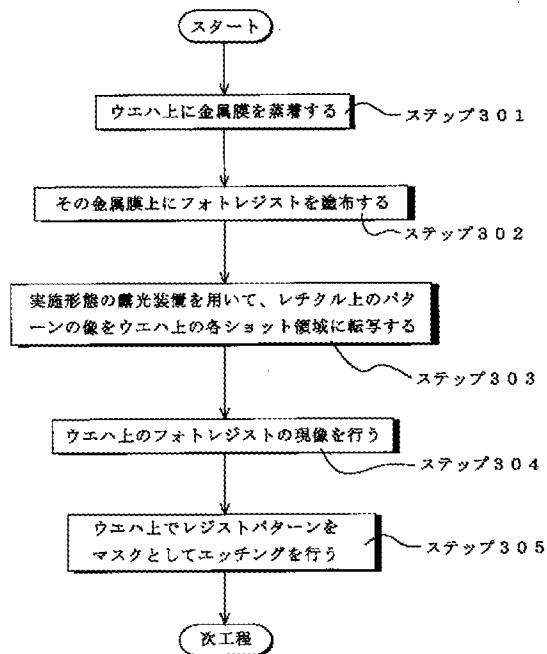 スタート
ウエハ上に金属膜を蒸着する
ステップ301
その金属膜上にフォトレジストを塗布する
ステップ302
実施形態の露光装置を用いて、レチクル上のパタ
ーンの像をウエハ上の各ショット領域に転写する
ステップ303
ウエハ上のフォトレジストの現像を行う
ステップ304
ウエハ上でレジストパターンを
マスクとしてエッチングを行う
ステップ305
次工程